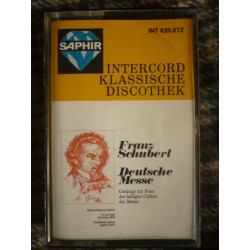 SAPHIR
INT 420.612
INTERCORD
KLASSISCHE
DISCOTHEK
Franz
Schubert
Deutsche
Messe
Gesänge zur Feier
des heiligen Opfers
der Messe